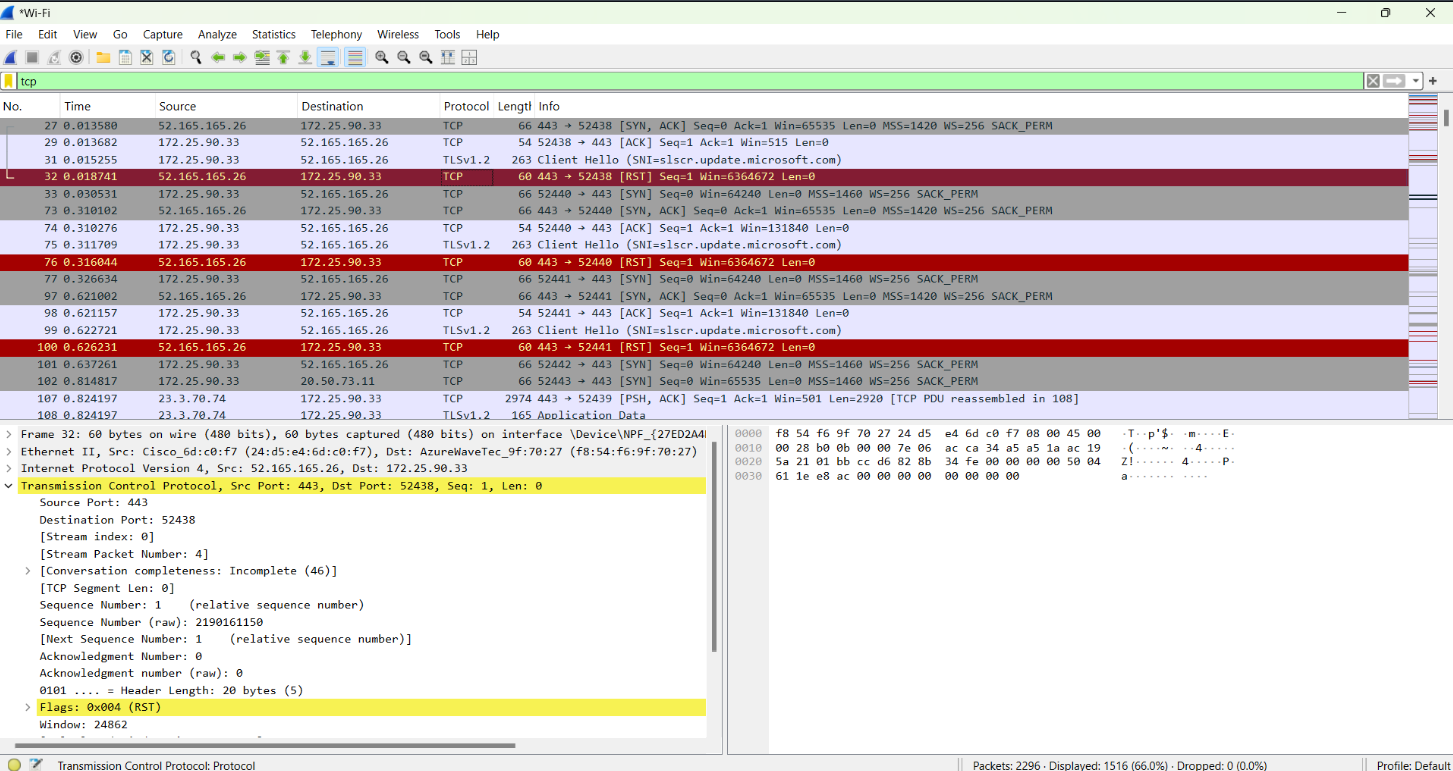 *Wi-Fi
File Edit View Go Capture Analyze Statistics Telephony Wireless Tools Help
tcp
No. Time Source Destination Protocol Length Info
27 0.013580 52.165.165.26 172.25.90.33 TCP 66 443 → 52438 [SYN, ACK] Seq=0 Ack=1 Win=65535 Len=0 MSS=1420 WS=256 SACK_PERM
29 0.013682 172.25.90.33 52.165.165.26 TCP 54 52438 → 443 [ACK] Seq=1 Ack=1 Win=515 Len=0
31 0.015255 172.25.90.33 52.165.165.26 TLSv1.2 263 Client Hello (SNI=slscr.update.microsoft.com)
32 0.018741 52.165.165.26 172.25.90.33 TCP 60 443 → 52438 [RST] Seq=1 Win=6364672 Len=0
33 0.030531 172.25.90.33 52.165.165.26 TCP 66 52440 → 443 [SYN] Seq=0 Win=64240 Len=0 MSS=1460 WS=256 SACK_PERM
73 0.310102 52.165.165.26 172.25.90.33 TCP 66 443 → 52440 [SYN, ACK] Seq=0 Ack=1 Win=65535 Len=0 MSS=1420 WS=256 SACK_PERM
74 0.310276 172.25.90.33 52.165.165.26 TCP 54 52440 → 443 [ACK] Seq=1 Ack=1 Win=131840 Len=0
75 0.311709 172.25.90.33 52.165.165.26 TLSv1.2 263 Client Hello (SNI=slscr.update.microsoft.com)
76 0.316044 52.165.165.26 172.25.90.33 TCP 60 443 → 52440 [RST] Seq=1 Win=6364672 Len=0
77 0.326634 172.25.90.33 52.165.165.26 TCP 66 52441 → 443 [SYN] Seq=0 Win=64240 Len=0 MSS=1460 WS=256 SACK_PERM
97 0.621002 52.165.165.26 172.25.90.33 TCP 66 443 → 52441 [SYN, ACK] Seq=0 Ack=1 Win=65535 Len=0 MSS=1420 WS=256 SACK_PERM
98 0.621157 172.25.90.33 52.165.165.26 TCP 54 52441 → 443 [ACK] Seq=1 Ack=1 Win=131840 Len=0
99 0.622721 172.25.90.33 52.165.165.26 TLSv1.2 263 Client Hello (SNI=slscr.update.microsoft.com)
100 0.626231 52.165.165.26 172.25.90.33 TCP 60 443 → 52441 [RST] Seq=1 Win=6364672 Len=0
101 0.637261 172.25.90.33 52.165.165.26 TCP 66 52442 → 443 [SYN] Seq=0 Win=64240 Len=0 MSS=1460 WS=256 SACK_PERM
102 0.814817 172.25.90.33 20.50.73.11 TCP 66 52443 → 443 [SYN] Seq=0 Win=65535 Len=0 MSS=1460 WS=256 SACK_PERM
107 0.824197 23.3.70.74 172.25.90.33 TCP 2974 443 → 52439 [PSH, ACK] Seq=1 Ack=1 Win=501 Len=2920 [TCP PDU reassembled in 108]
108 0.824197 23.3.70.74 172.25.90.33 TLSv1.2 165 Application Data
Frame 32: 60 bytes on wire (480 bits), 60 bytes captured (480 bits) on interface \Device\NPF_{27ED2A4
Ethernet II, Src: Cisco_6d:c0:f7 (24:d5:e4:6d:c0:f7), Dst: AzureWaveTec_9f:70:27 (f8:54:f6:9f:70:27)
Internet Protocol Version 4, Src: 52.165.165.26, Dst: 172.25.90.33
Transmission Control Protocol, Src Port: 443, Dst Port: 52438, Seq: 1, Len: 0
Source Port: 443
Destination Port: 52438
[Stream index: 0]
[Stream Packet Number: 4]
[Conversation completeness: Incomplete (46)]
[TCP Segment Len: 0]
Sequence Number: 1 (relative sequence number)
Sequence Number (raw): 2190161150
[Next Sequence Number: 1 (relative sequence number)]
Acknowledgment Number: 0
Acknowledgment number (raw): 0
0101 .... = Header Length: 20 bytes (5)
Flags: 0x004 (RST)
Window: 24862
0000 f8 54 f6 9f 70 27 24 d5 e4 6d c0 f7 08 00 45 00 ·T··p'$· ·m····E·
0010 00 28 b0 0b 00 00 7e 06 ac ca 34 a5 a5 1a ac 19 ·(····~· ··4·····
0020 5a 21 01 bb cc d6 82 8b 34 fe 00 00 00 00 50 04 Z!······ 4·····P·
0030 61 1e e8 ac 00 00 00 00 00 00 00 00 a······· ····
Transmission Control Protocol: Protocol
Packets: 2296 · Displayed: 1516 (66.0%) · Dropped: 0 (0.0%)
Profile: Default